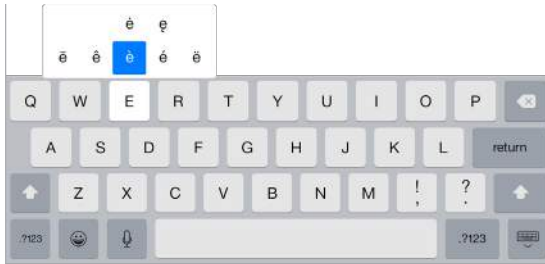 ė ę
ē ê è é ë
Q W E R T Y U I O P
A S D F G H J K L return
Z X C V B N M ! , ? .
.?123 .?123